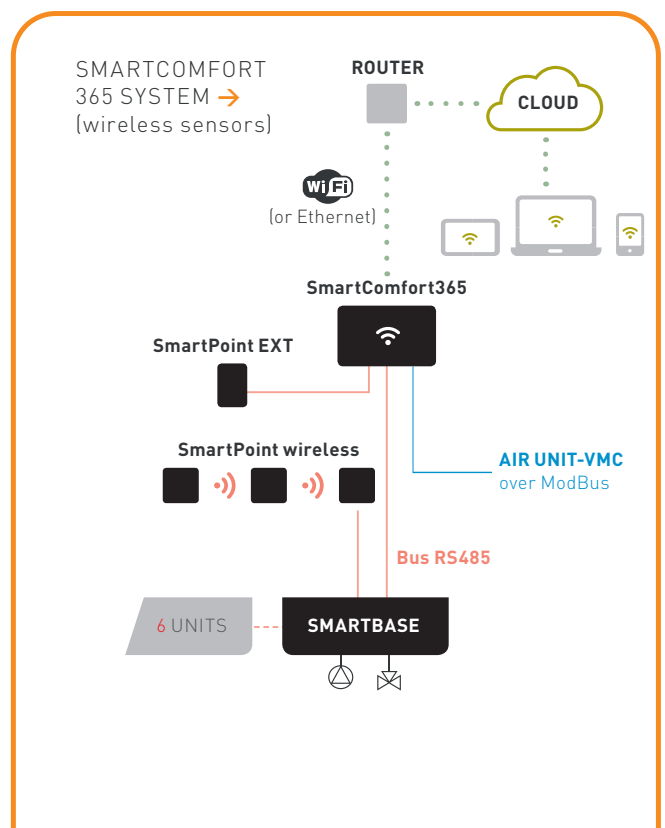 SMARTCOMFORT
365 SYSTEM →
(wireless sensors)
ROUTER
CLOUD
WiFi
(or Ethernet)
SmartComfort365
SmartPoint EXT
SmartPoint wireless
AIR UNIT-VMC
over ModBus
Bus RS485
6 UNITS
SMARTBASE